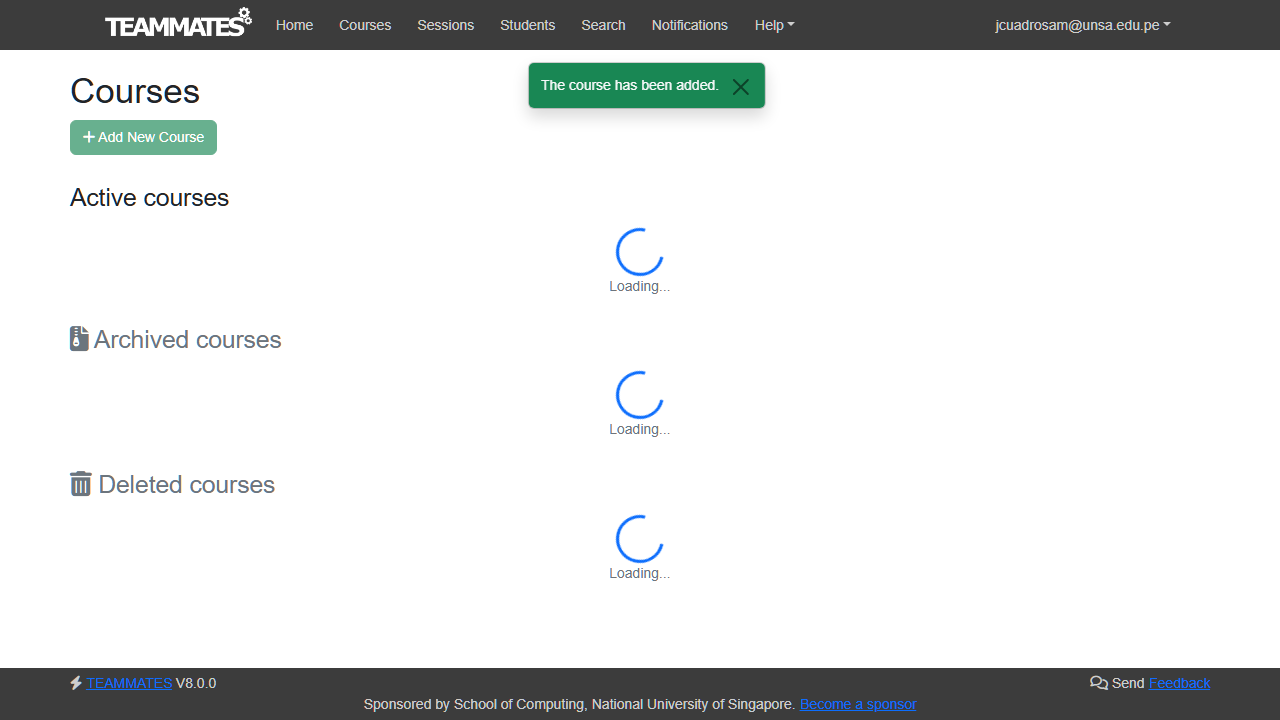 TEAMMATES Home Courses Sessions Students Search Notifications Help jcuadrosam@unsa.edu.pe
The course has been added.
Courses
+ Add New Course
Active courses
Loading...
Archived courses
Loading...
Deleted courses
Loading...
TEAMMATES V8.0.0 Send Feedback
Sponsored by School of Computing, National University of Singapore. Become a sponsor